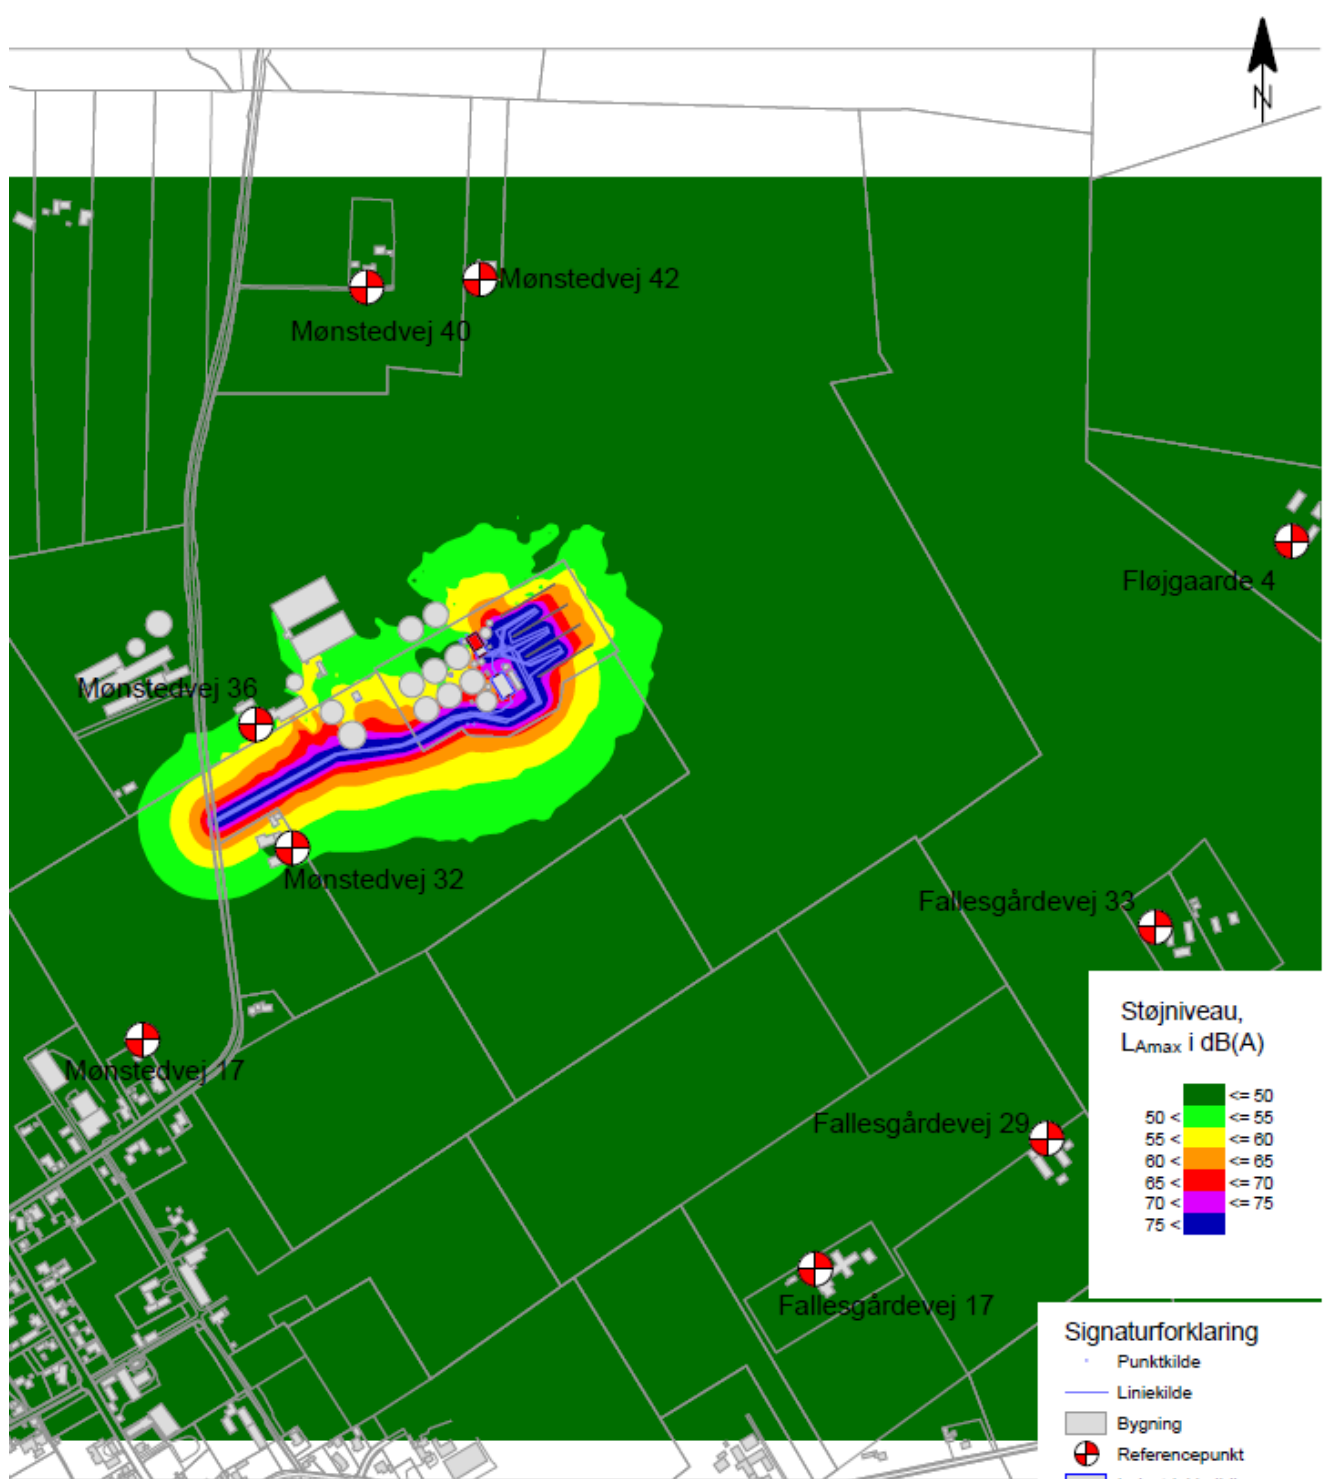 N
Mønstedvej 42
Mønstedvej 40
Fløjgaarde 4
Mønstedvej 36
Mønstedvej 32
Fallesgårdevej 33
Mønstedvej 17
Fallesgårdevej 29
Fallesgårdevej 17
Støjniveau,
LAmax i dB(A)
<= 50
50 < <= 55
55 < <= 60
60 < <= 65
65 < <= 70
70 < <= 75
75 <
Signaturforklaring
Punktkilde
Liniekilde
Bygning
Referencepunkt